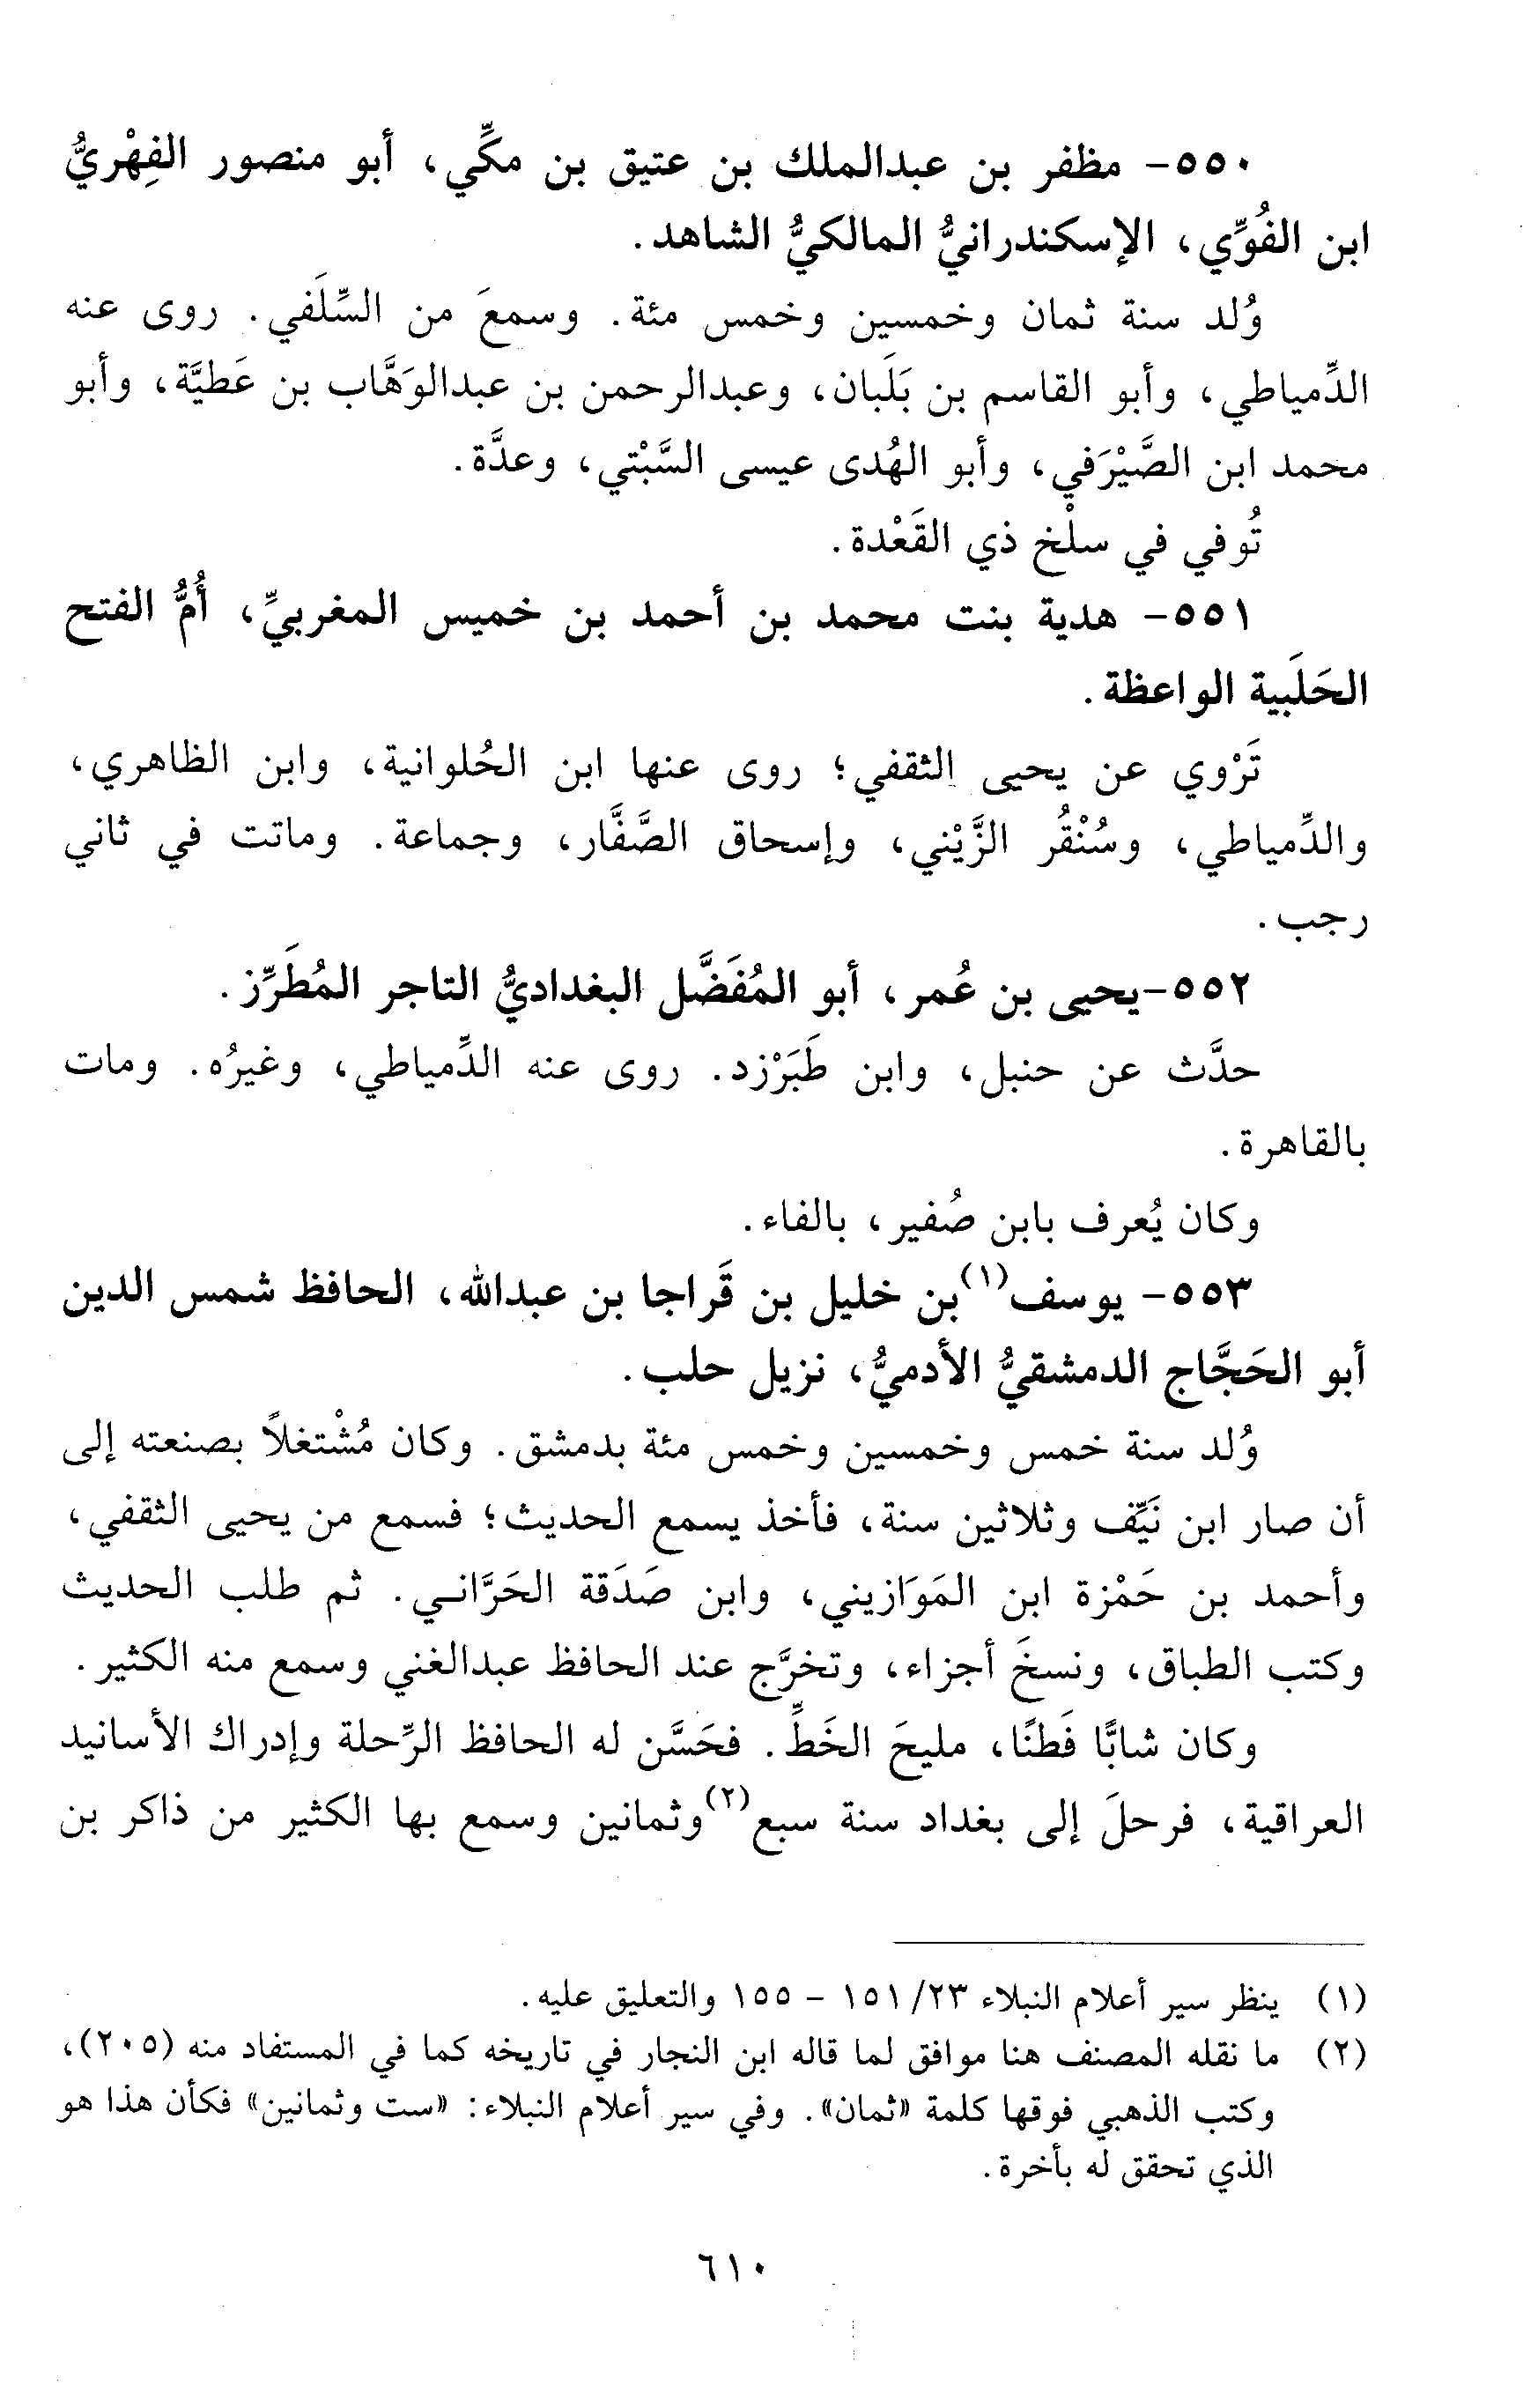 ٥٥٠- مظفر بن عبدالملك بن عتيق بن مكِّي، أبو منصور الفِهْريُّ
ابن الفُوِّي، الإسكندرانيُّ المالكيُّ الشاهد.
وُلد سنة ثمان وخمسين وخمس مئة. وسمعَ من السِّلَفي. روى عنه
الدِّمياطي، وأبو القاسم بن بَلَبان، وعبدالرحمن بن عبدالوَهَّاب بن عَطيَّة، وأبو
محمد ابن الصَّيْرَفي، وأبو الهُدى عيسى السَّبْتي، وعدَّة.
تُوفي في سلْخ ذي القَعْدة.
٥٥١- هدية بنت محمد بن أحمد بن خميس المغربيِّ، أُمُّ الفتح
الحَلَبية الواعظة.
تَرْوي عن يحيى الثقفي؛ روى عنها ابن الحُلوانية، وابن الظاهري،
والدِّمياطي، وسُنْقُر الزَّيْني، وإسحاق الصَّفَّار، وجماعة. وماتت في ثاني
رجب.
٥٥٢-يحيى بن عُمر، أبو المُفَضَّل البغداديُّ التاجر المُطَرِّز.
حدَّث عن حنبل، وابن طَبَرْزد. روى عنه الدِّمياطي، وغيرُه. ومات
بالقاهرة.
وكان يُعرف بابن صُفير، بالفاء.
٥٥٣- يوسف(١)بن خليل بن قَراجا بن عبدالله، الحافظ شمس الدين
أبو الحَجَّاج الدمشقيُّ الأدميُّ، نزيل حلب.
وُلد سنة خمس وخمسين وخمس مئة بدمشق. وكان مُشْتغلاً بصنعته إلى
أن صار ابن نَيِّف وثلاثين سنة، فأخذ يسمع الحديث؛ فسمع من يحيى الثقفي،
وأحمد بن حَمْزة ابن المَوَازيني، وابن صَدَقة الحَرَّاني. ثم طلب الحديث
وكتب الطباق، ونسخَ أجزاء، وتخرَّج عند الحافظ عبدالغني وسمع منه الكثير.
وكان شابًّا فَطنًا، مليحَ الخَطِّ. فحَسَّن له الحافظ الرِّحلة وإدراك الأسانيد
العراقية، فرحلَ إلى بغداد سنة سبع(٢)وثمانين وسمع بها الكثير من ذاكر بن
(١) ينظر سير أعلام النبلاء ٢٣/ ١٥١ - ١٥٥ والتعليق عليه.
(٢) ما نقله المصنف هنا موافق لما قاله ابن النجار في تاريخه كما في المستفاد منه (٢٠٥)،
وكتب الذهبي فوقها كلمة «ثمان». وفي سير أعلام النبلاء: «ست وثمانين» فكأن هذا هو
الذي تحقق له بأخرة.
٦١٠